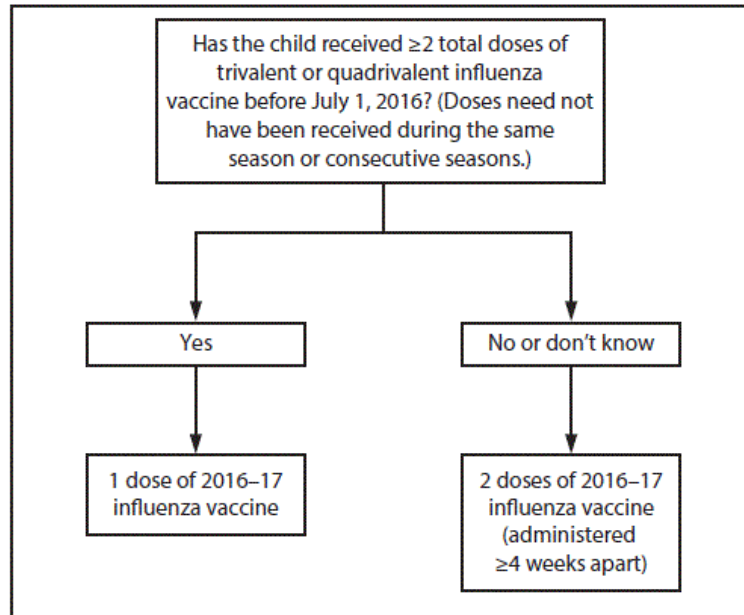 Has the child received ≥2 total doses of
trivalent or quadrivalent influenza
vaccine before July 1, 2016? (Doses need not
have been received during the same
season or consecutive seasons.)
Yes
No or don’t know
1 dose of 2016–17
influenza vaccine
2 doses of 2016–17
influenza vaccine
(administered
≥4 weeks apart)